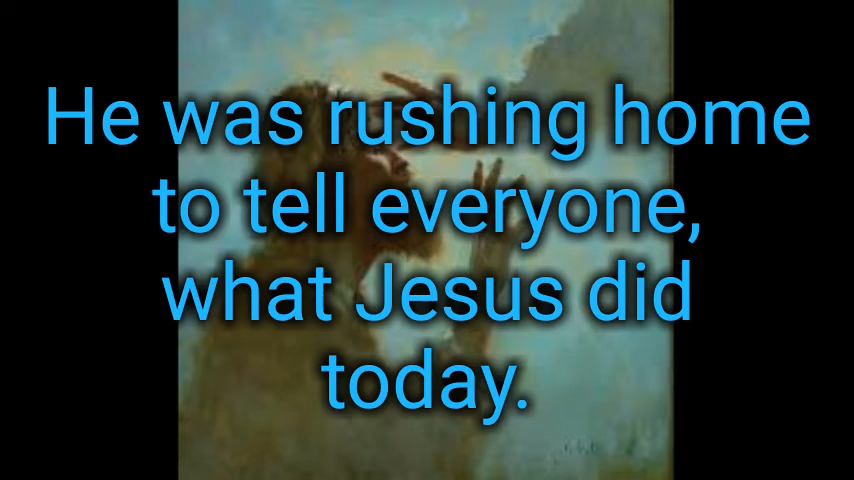 He was rushing home
to tell everyone,
what Jesus did
today.